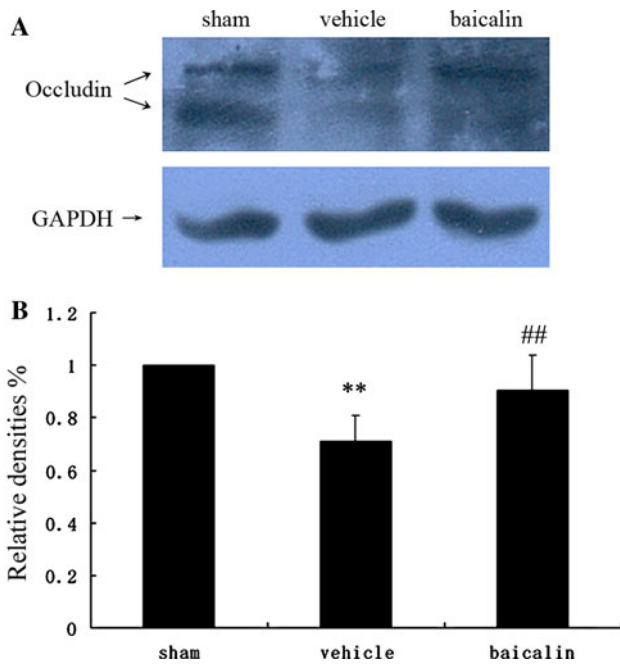 A
sham vehicle baicalin
Occludin
GAPDH
B
Relative densities %
1.2
1
0.8
0.6
0.4
0.2
0
**
##
sham vehicle baicalin